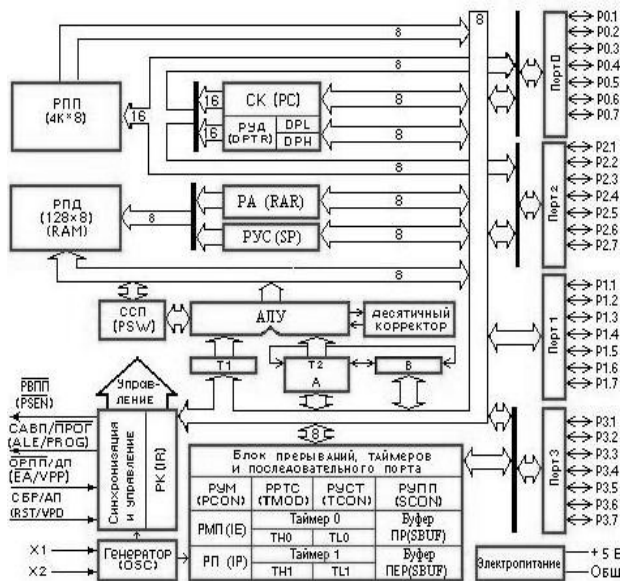 8
8
РПП
(4К*8)
16
8
16
16
СК (PC)
РУД
(DPTR)
DPL
DPH
8
8
РПД
(128×8)
(RAM)
8
РА (RAR)
РУС (SP)
8
8
ССП
(PSW)
АЛУ
десятичный
корректор
Т1
Т2
А
В
Управ-
ление
РВПП
(PSEN)
САВП/ПРОГ
(ALE/PROG)
ОРПП/ДП
(EA/VPP)
СБР/АП
(RST/VPD
X1
X2
Синхронизация
и управление
РК (IR)
Генератор
(OSC)
8
Блок прерываний, таймеров
и последовательного порта
РУМ
(PCON)
РРТС
(TMOD)
РУСТ
(TCON)
РУПП
(SCON)
РМП(IE)
Таймер 0
TH0
TL0
Буфер
ПР(SBUF)
РП (IP)
Таймер 1
TH1
TL1
Буфер
ПЕР(SBUF)
Порт 0
P0.1
P0.2
P0.3
P0.4
P0.5
P0.6
P0.7
Порт 2
P2.1
P2.2
P2.3
P2.4
P2.5
P2.6
P2.7
Порт 1
P1.1
P1.2
P1.3
P1.4
P1.5
P1.6
P1.7
Порт 3
P3.1
P3.2
P3.3
P3.4
P3.5
P3.6
P3.7
Электропитание
+ 5 В
Общ